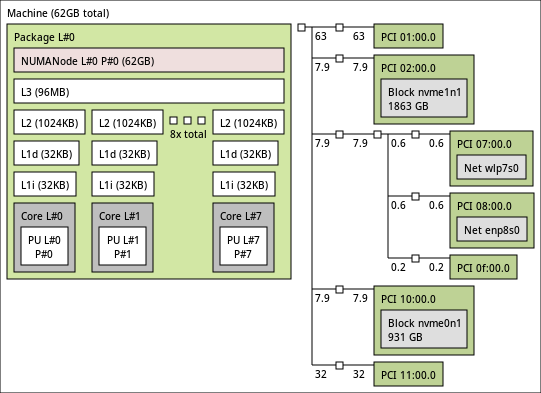 Machine (62GB total)
Package L#0
NUMANode L#0 P#0 (62GB)
L3 (96MB)
L2 (1024KB) L2 (1024KB) L2 (1024KB)
8x total
L1d (32KB) L1d (32KB) L1d (32KB)
L1i (32KB) L1i (32KB) L1i (32KB)
Core L#0 Core L#1 Core L#7
PU L#0 PU L#1 PU L#7
P#0 P#1 P#7
63 63 PCI 01:00.0
7.9 7.9 PCI 02:00.0
Block nvme1n1
1863 GB
7.9 7.9 0.6 0.6 PCI 07:00.0
Net wlp7s0
0.6 0.6 PCI 08:00.0
Net enp8s0
0.2 0.2 PCI 0f:00.0
7.9 7.9 PCI 10:00.0
Block nvme0n1
931 GB
32 32 PCI 11:00.0